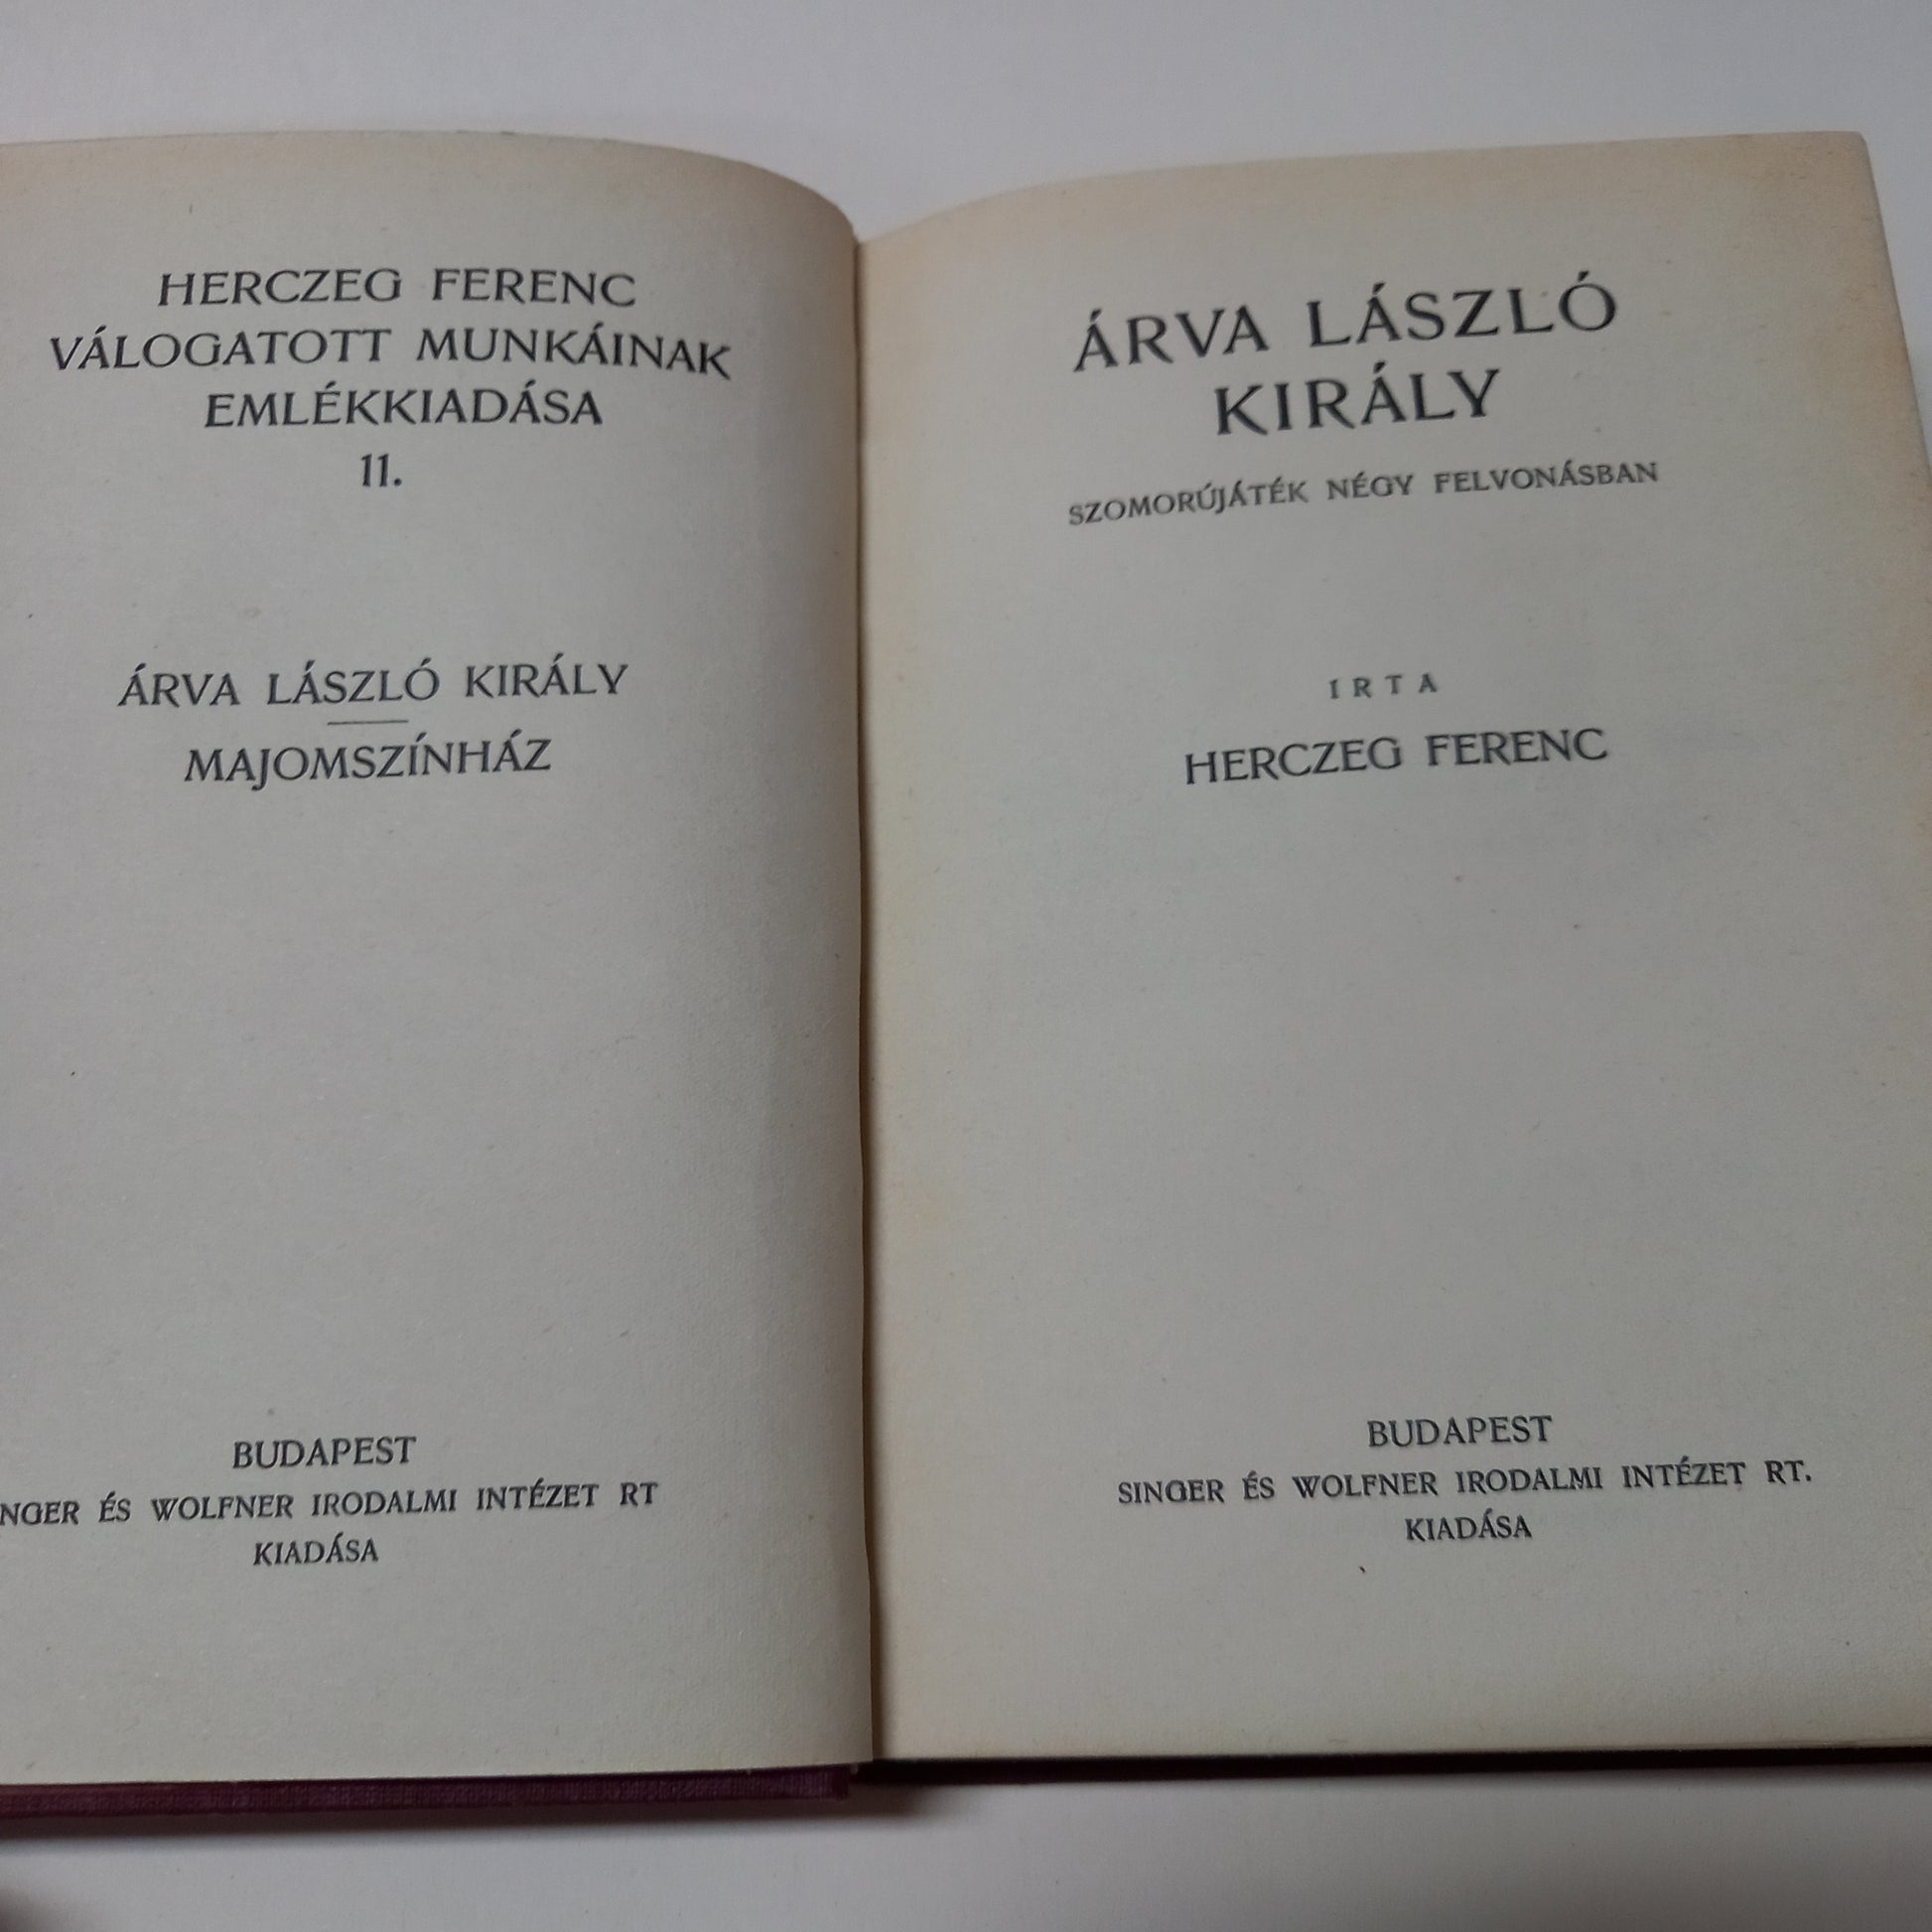 HERCZEG FERENC
VÁLOGATOTT MUNKÁINAK
EMLÉKKIADÁSA
11.
ÁRVA LÁSZLÓ KIRÁLY
MAJOMSZÍNHÁZ
BUDAPEST
NGER ÉS WOLFNER IRODALMI INTÉZET RT
KIADÁSA
ÁRVA LÁSZLÓ
KIRÁLY
SZOMORÚJÁTÉK NÉGY FELVONÁSBAN
IRTA
HERCZEG FERENC
BUDAPEST
SINGER ÉS WOLFNER IRODALMI INTÉZET RT.
KIADÁSA